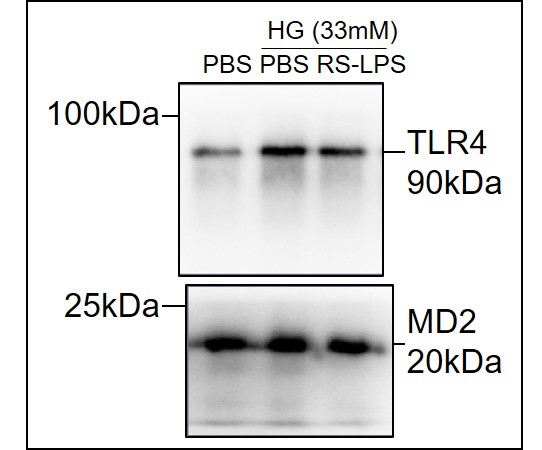 HG (33mM)
PBS PBS RS-LPS
100kDa
TLR4
90kDa
25kDa
MD2
20kDa